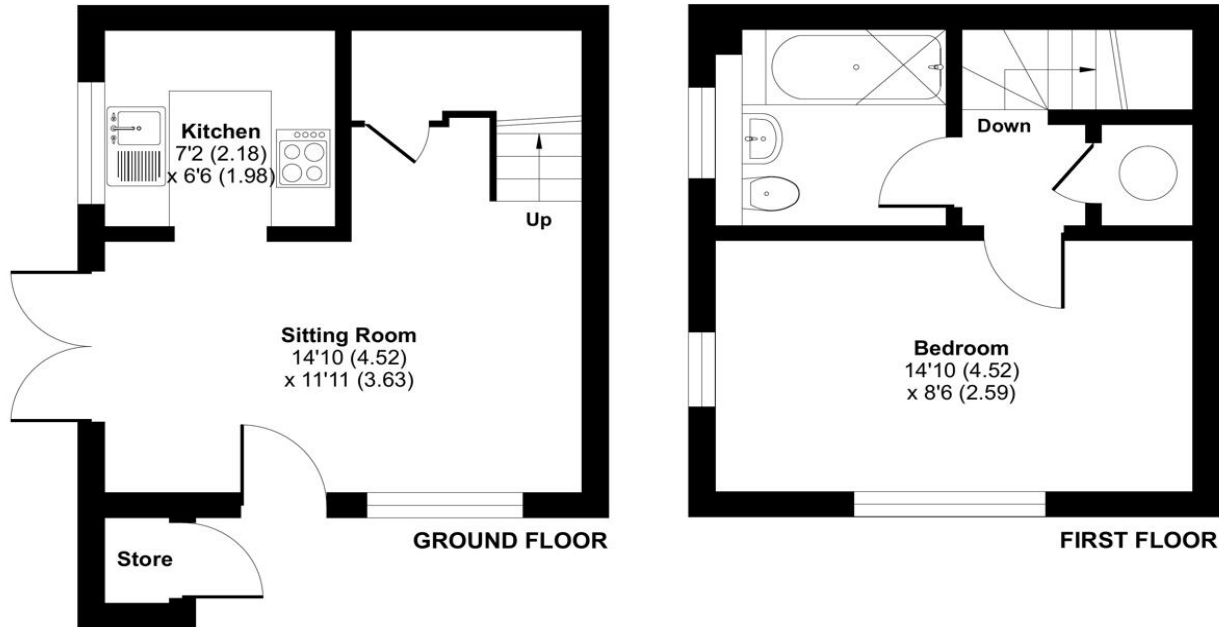 Kitchen
7'2 (2.18)
x 6'6 (1.98)
Up
Sitting Room
14'10 (4.52)
x 11'11 (3.63)
Store
GROUND FLOOR
Down
Bedroom
14'10 (4.52)
x 8'6 (2.59)
FIRST FLOOR